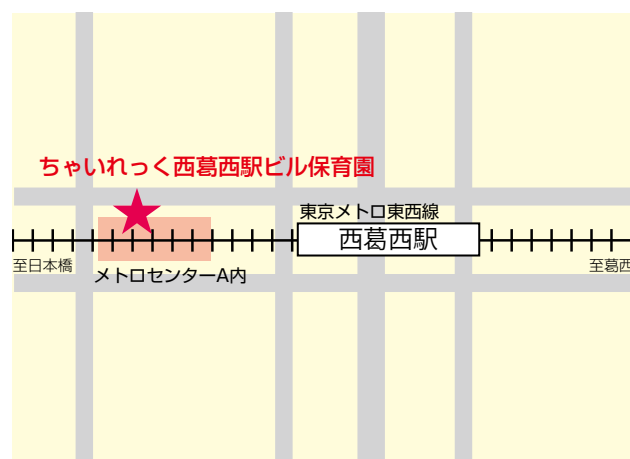 ちゃいれっく西葛西駅ビル保育園
東京メトロ東西線
西葛西駅
至日本橋
メトロセンターA内
至葛西